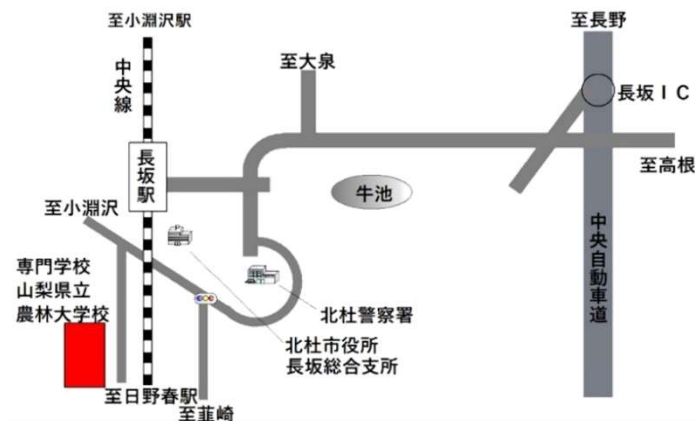 至小淵沢駅
至長野
中央線
至大泉
長坂IC
長坂駅
至高根
牛池
至小淵沢
中央自動車道
専門学校
山梨県立
農林大学校
北杜警察署
北杜市役所
長坂総合支所
至日野春駅
至韮崎